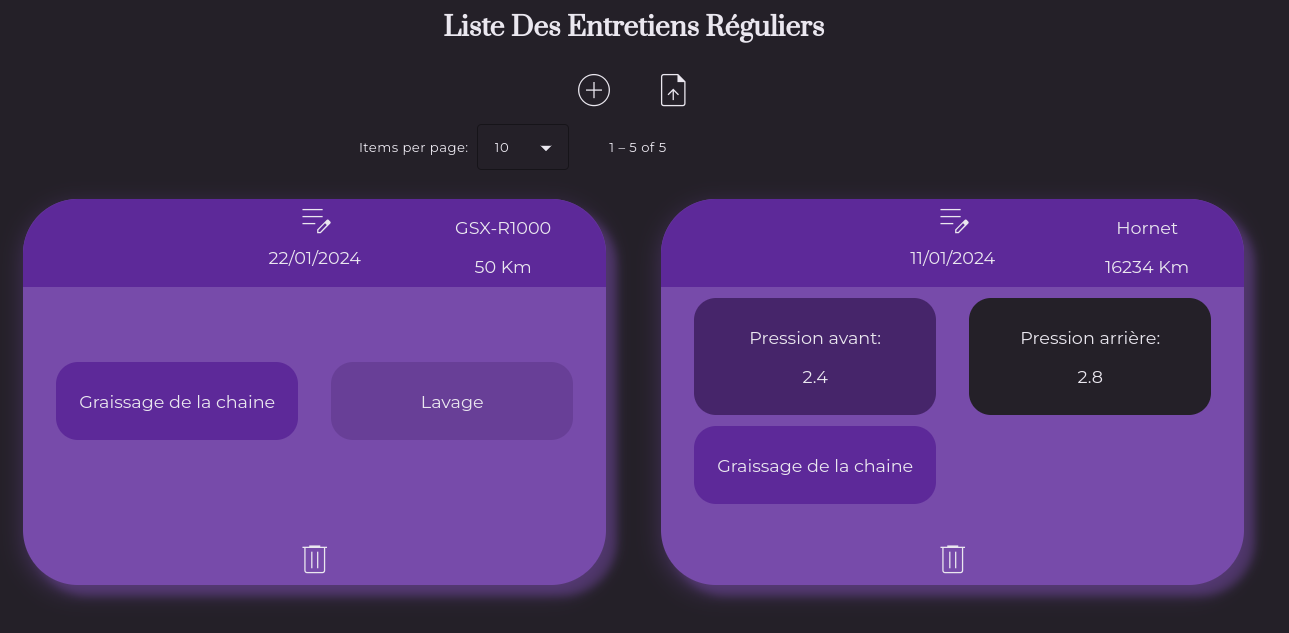 Liste Des Entretiens Réguliers
Items per page: 10 1 – 5 of 5
GSX-R1000
22/01/2024
50 Km
Graissage de la chaine
Lavage
Hornet
11/01/2024
16234 Km
Pression avant:
2.4
Pression arrière:
2.8
Graissage de la chaine